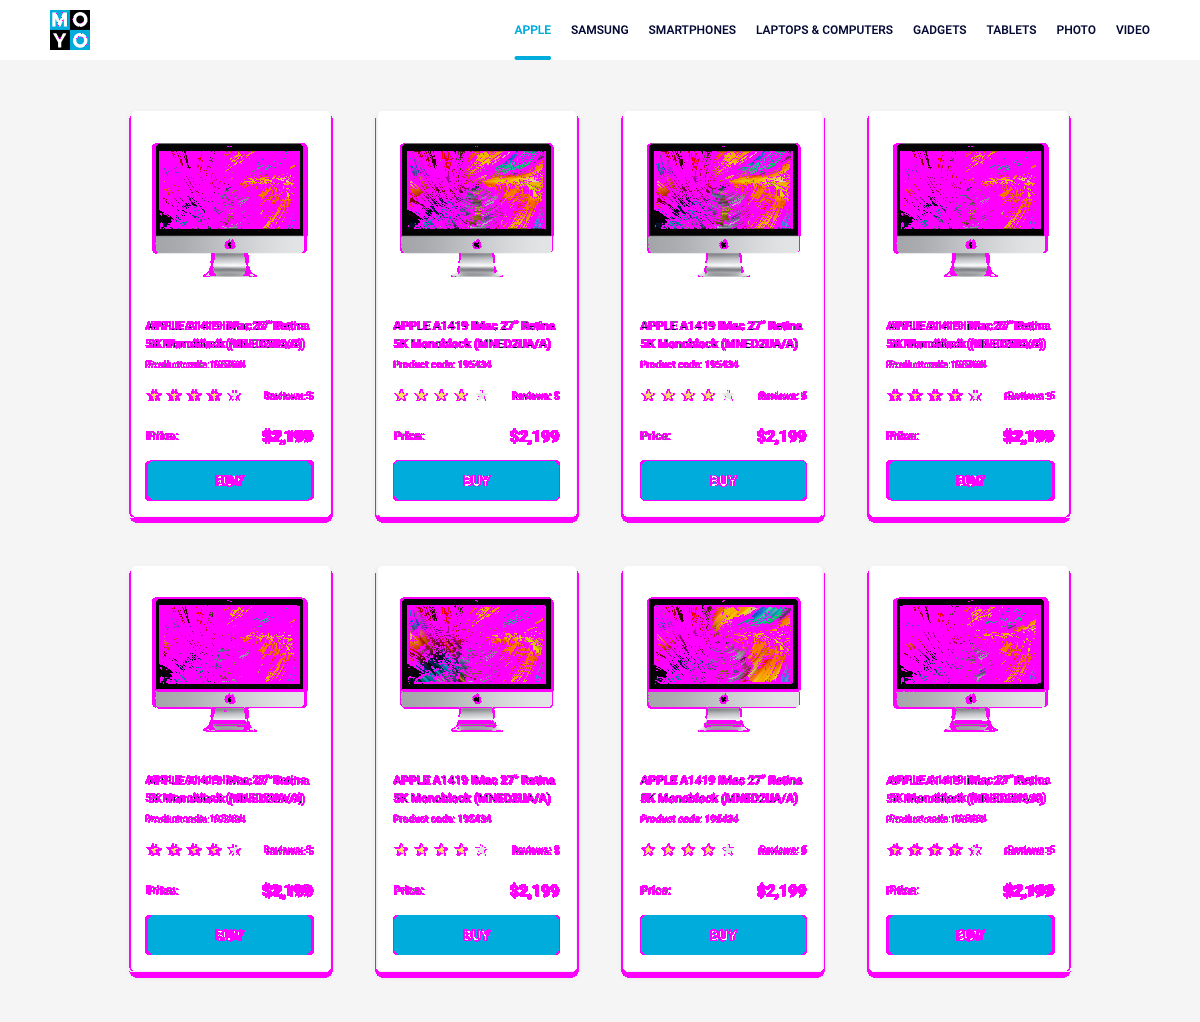 MO
YO
APPLE SAMSUNG SMARTPHONES LAPTOPS & COMPUTERS GADGETS TABLETS PHOTO VIDEO
APPLE A1419 iMac 27" Retina APPLE A1419 iMac 27" Retina APPLE A1419 iMac 27" Retina APPLE A1419 iMac 27" Retina
5K Monoblock (MNED2UA/A) 5K Monoblock (MNED2UA/A) 5K Monoblock (MNED2UA/A) 5K Monoblock (MNED2UA/A)
Product code: 195434 Product code: 195434 Product code: 195434 Product code: 195434
Reviews: 5 Reviews: 5 Reviews: 5 Reviews: 5
Price: $2,199 Price: $2,199 Price: $2,199 Price: $2,199
BUY BUY BUY BUY
APPLE A1419 iMac 27" Retina APPLE A1419 iMac 27" Retina APPLE A1419 iMac 27" Retina APPLE A1419 iMac 27" Retina
5K Monoblock (MNED2UA/A) 5K Monoblock (MNED2UA/A) 5K Monoblock (MNED2UA/A) 5K Monoblock (MNED2UA/A)
Product code: 195434 Product code: 195434 Product code: 195434 Product code: 195434
Reviews: 5 Reviews: 5 Reviews: 5 Reviews: 5
Price: $2,199 Price: $2,199 Price: $2,199 Price: $2,199
BUY BUY BUY BUY